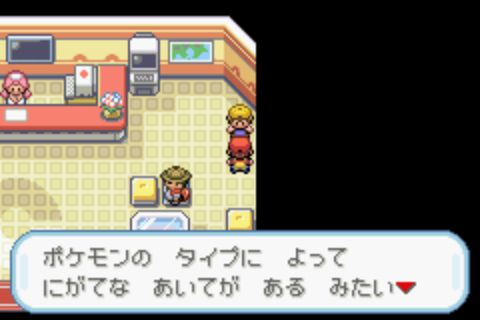 ポケモンの　タイプに　よって
にがてな　あいてが　ある　みたい